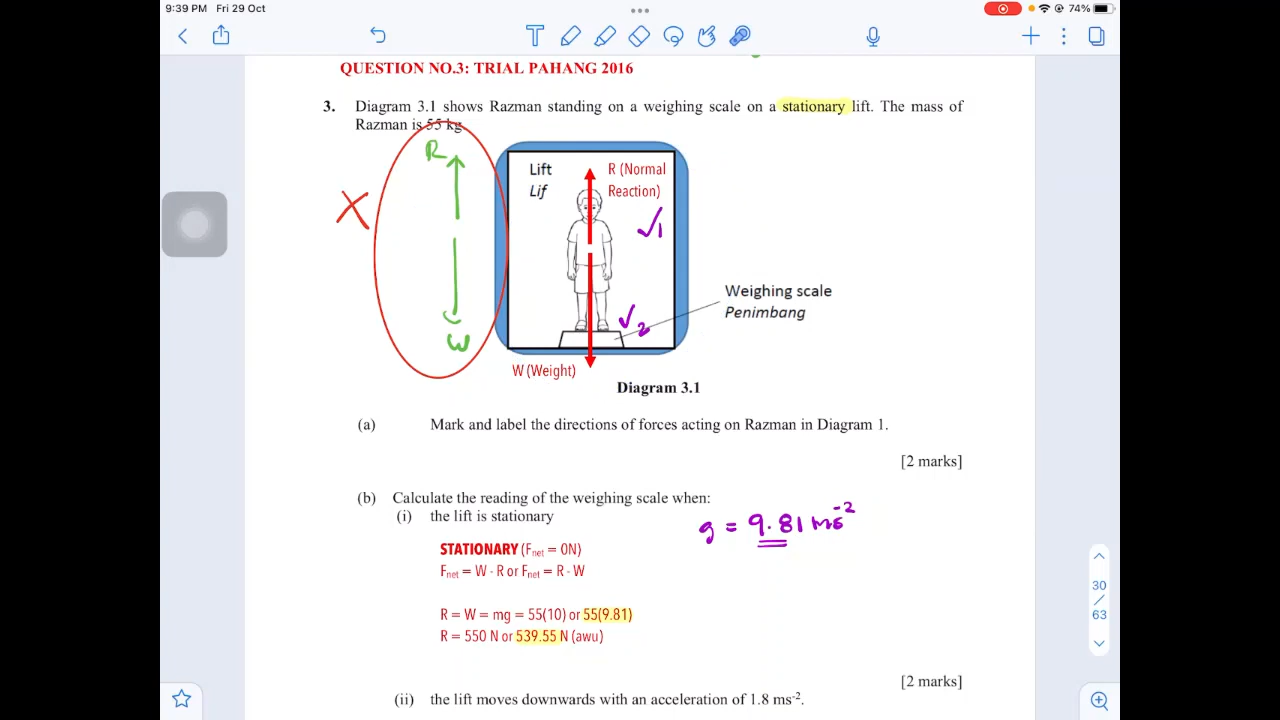 9:39 PM Fri 29 Oct
74%
QUESTION NO.3: TRIAL PAHANG 2016
3. Diagram 3.1 shows Razman standing on a weighing scale on a stationary lift. The mass of
Razman is 55 kg.
R
W
X
Lift
Lif
R (Normal
Reaction)
✓1
✓2
Weighing scale
Penimbang
W (Weight)
Diagram 3.1
(a) Mark and label the directions of forces acting on Razman in Diagram 1.
[2 marks]
(b) Calculate the reading of the weighing scale when:
(i) the lift is stationary
g = 9.81 ms⁻²
STATIONARY (Fnet = 0N)
Fnet = W - R or Fnet = R - W
R = W = mg = 55(10) or 55(9.81)
R = 550 N or 539.55 N (awu)
[2 marks]
(ii) the lift moves downwards with an acceleration of 1.8 ms⁻².
30
/
63